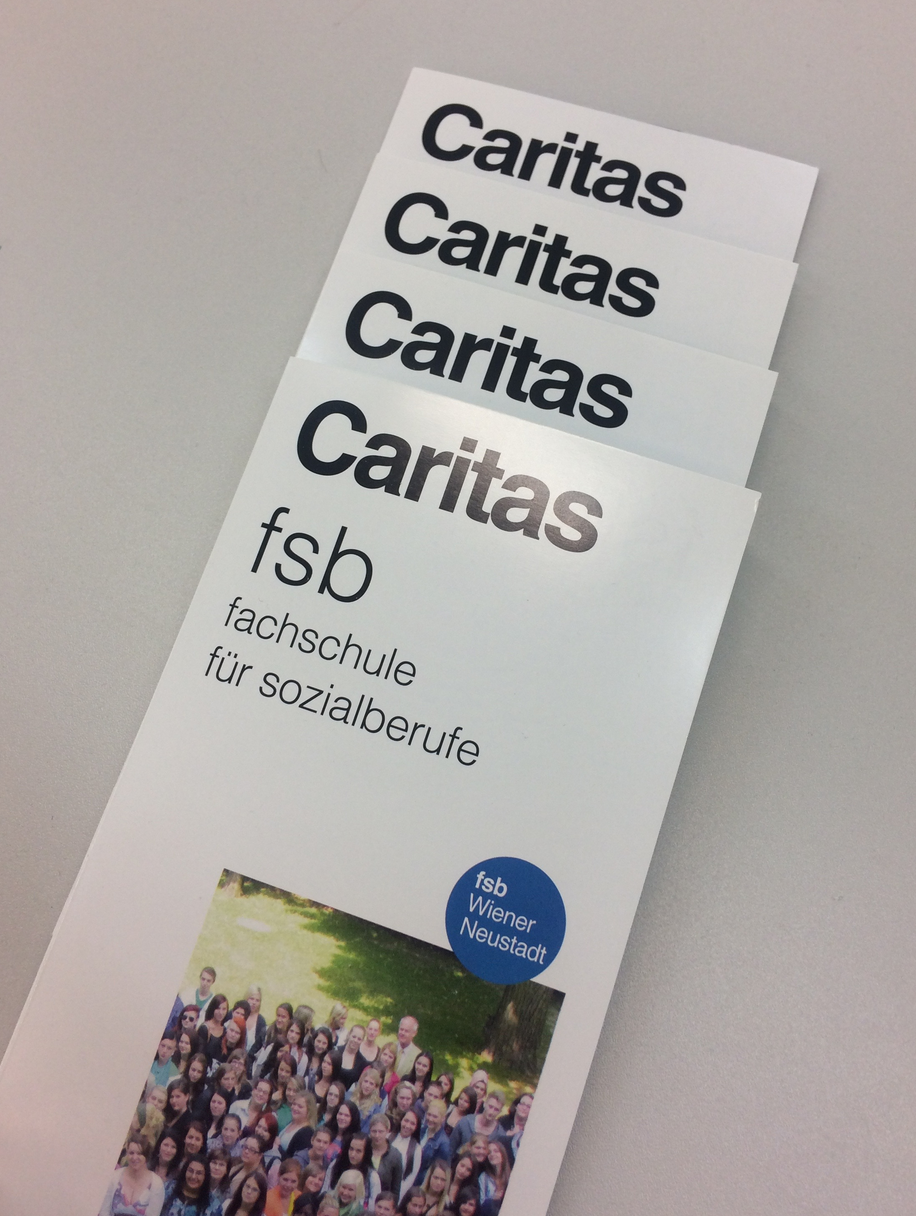 Caritas
Caritas
Caritas
Caritas
fsb
fachschule
für sozialberufe
fsb
Wiener
Neustadt